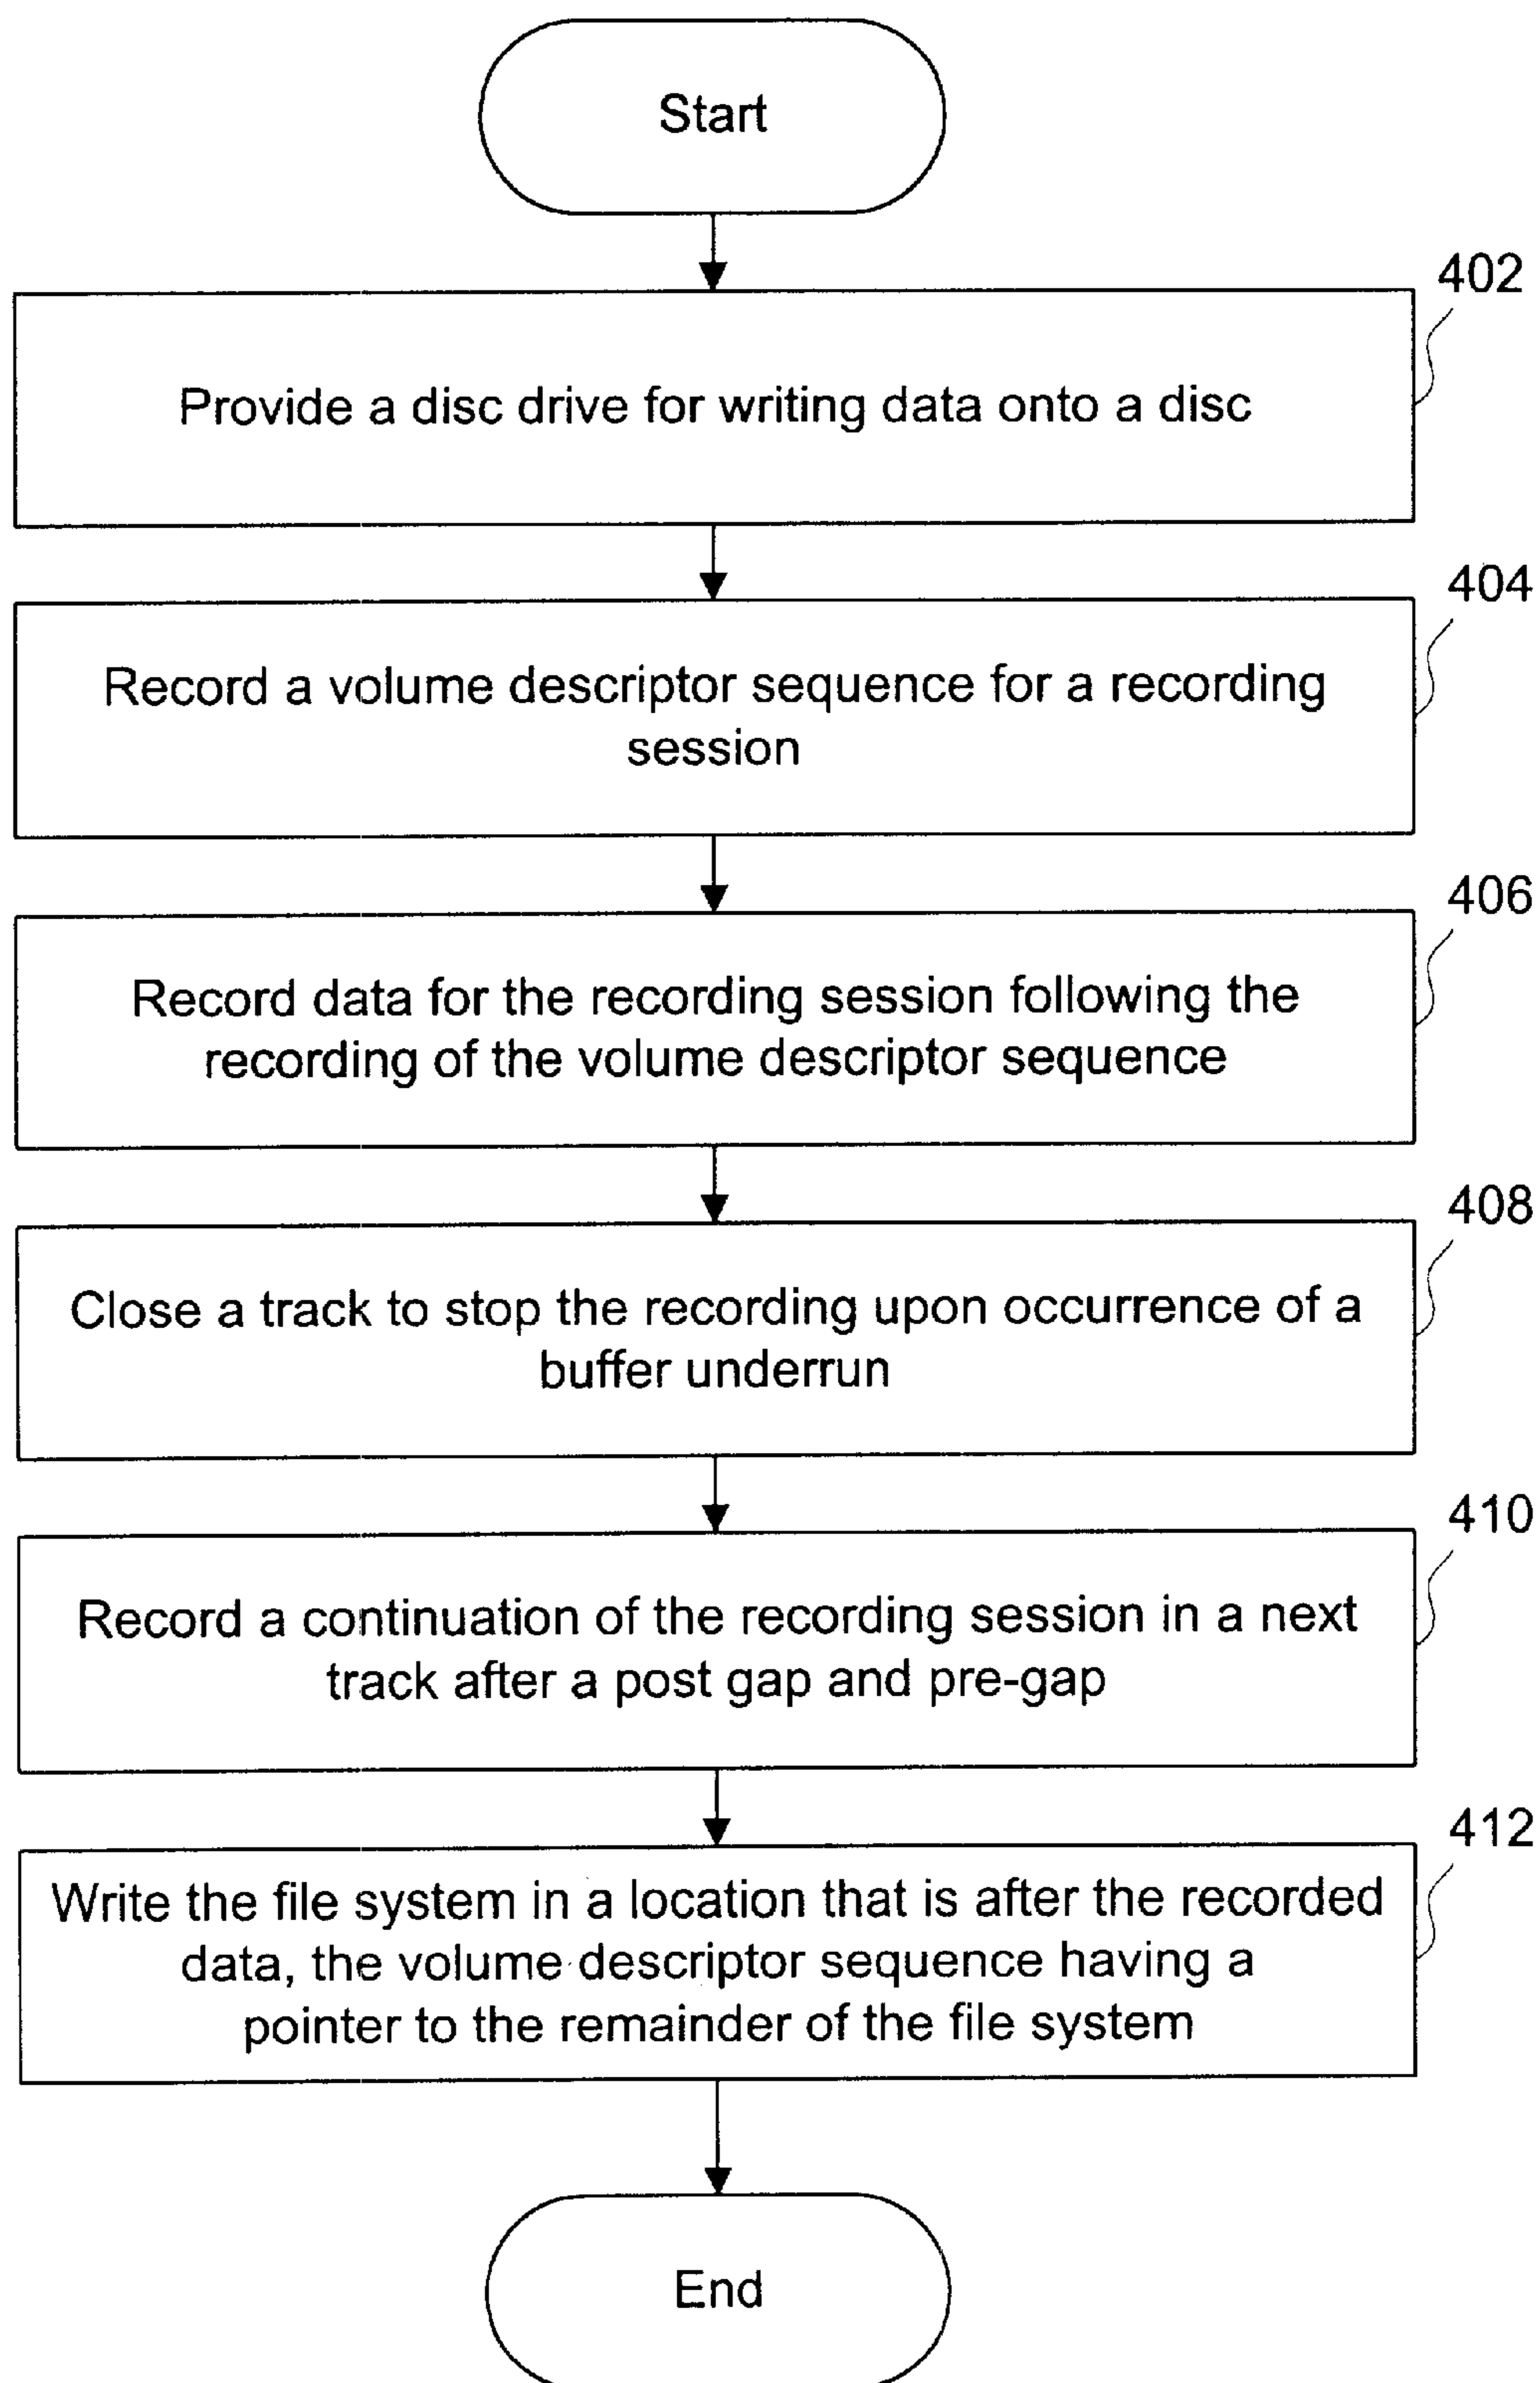 Start
402
Provide a disc drive for writing data onto a disc
404
Record a volume descriptor sequence for a recording
session
406
Record data for the recording session following the
recording of the volume descriptor sequence
408
Close a track to stop the recording upon occurrence of a
buffer underrun
410
Record a continuation of the recording session in a next
track after a post gap and pre-gap
412
Write the file system in a location that is after the recorded
data, the volume descriptor sequence having a
pointer to the remainder of the file system
End